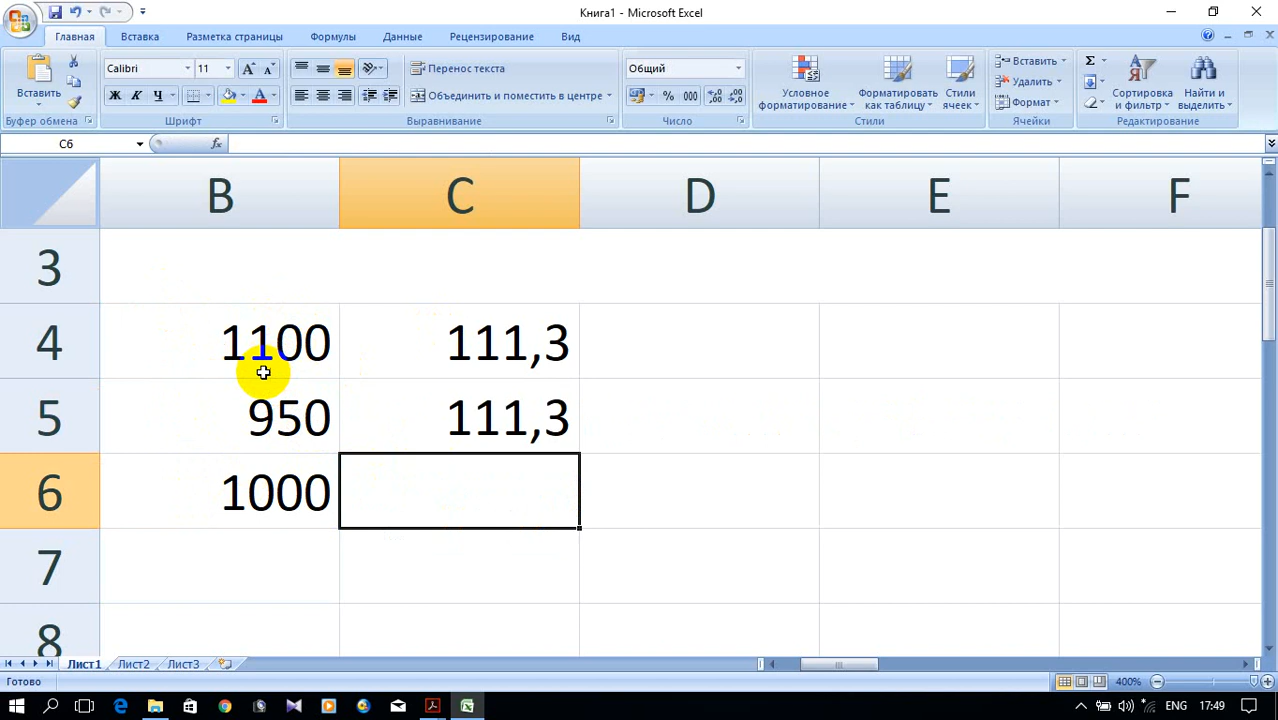 Книга1 - Microsoft Excel
Главная Вставка Разметка страницы Формулы Данные Рецензирование Вид
Calibri 11 Перенос текста Общий Вставить Σ
Вставить Ж К Ч А Объединить и поместить в центре % 000 Условное форматирование Форматировать как таблицу Стили ячеек Удалить Формат Сортировка и фильтр Найти и выделить
Буфер обмена Шрифт Выравнивание Число Стили Ячейки Редактирование
C6 fx
B C D E F
3
4 1100 111,3
5 950 111,3
6 1000
7
8
Лист1 Лист2 Лист3
Готово 400%
ENG 17:49